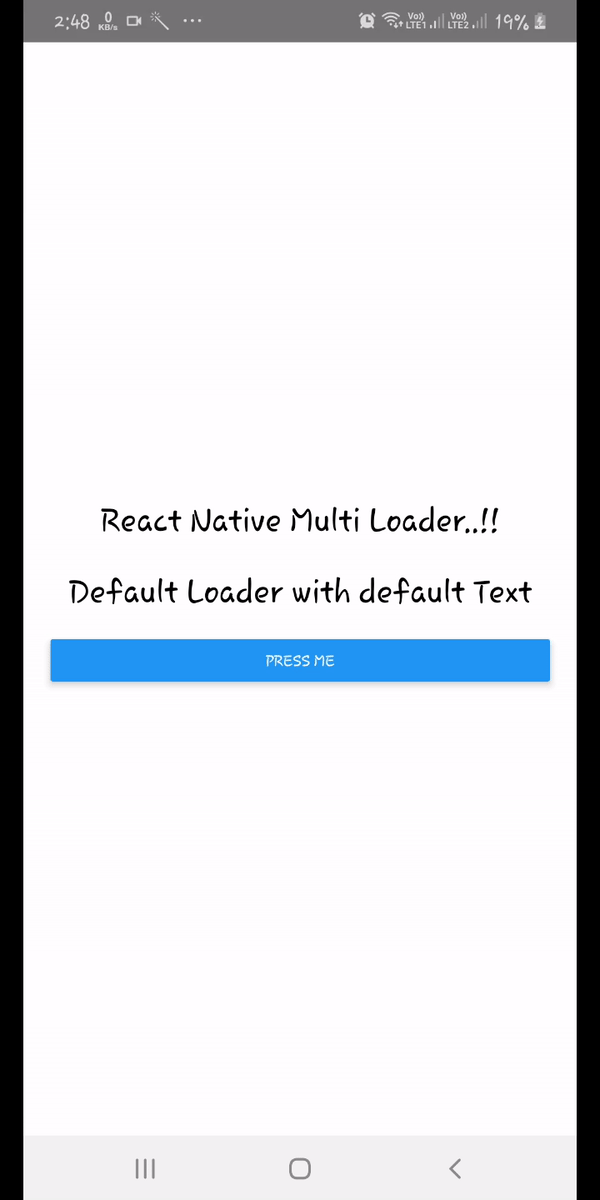 2:48 0 KB/s ... Vo)) LTE1 Vo)) LTE2 19%
React Native Multi Loader..!!
Default Loader with default Text
PRESS ME